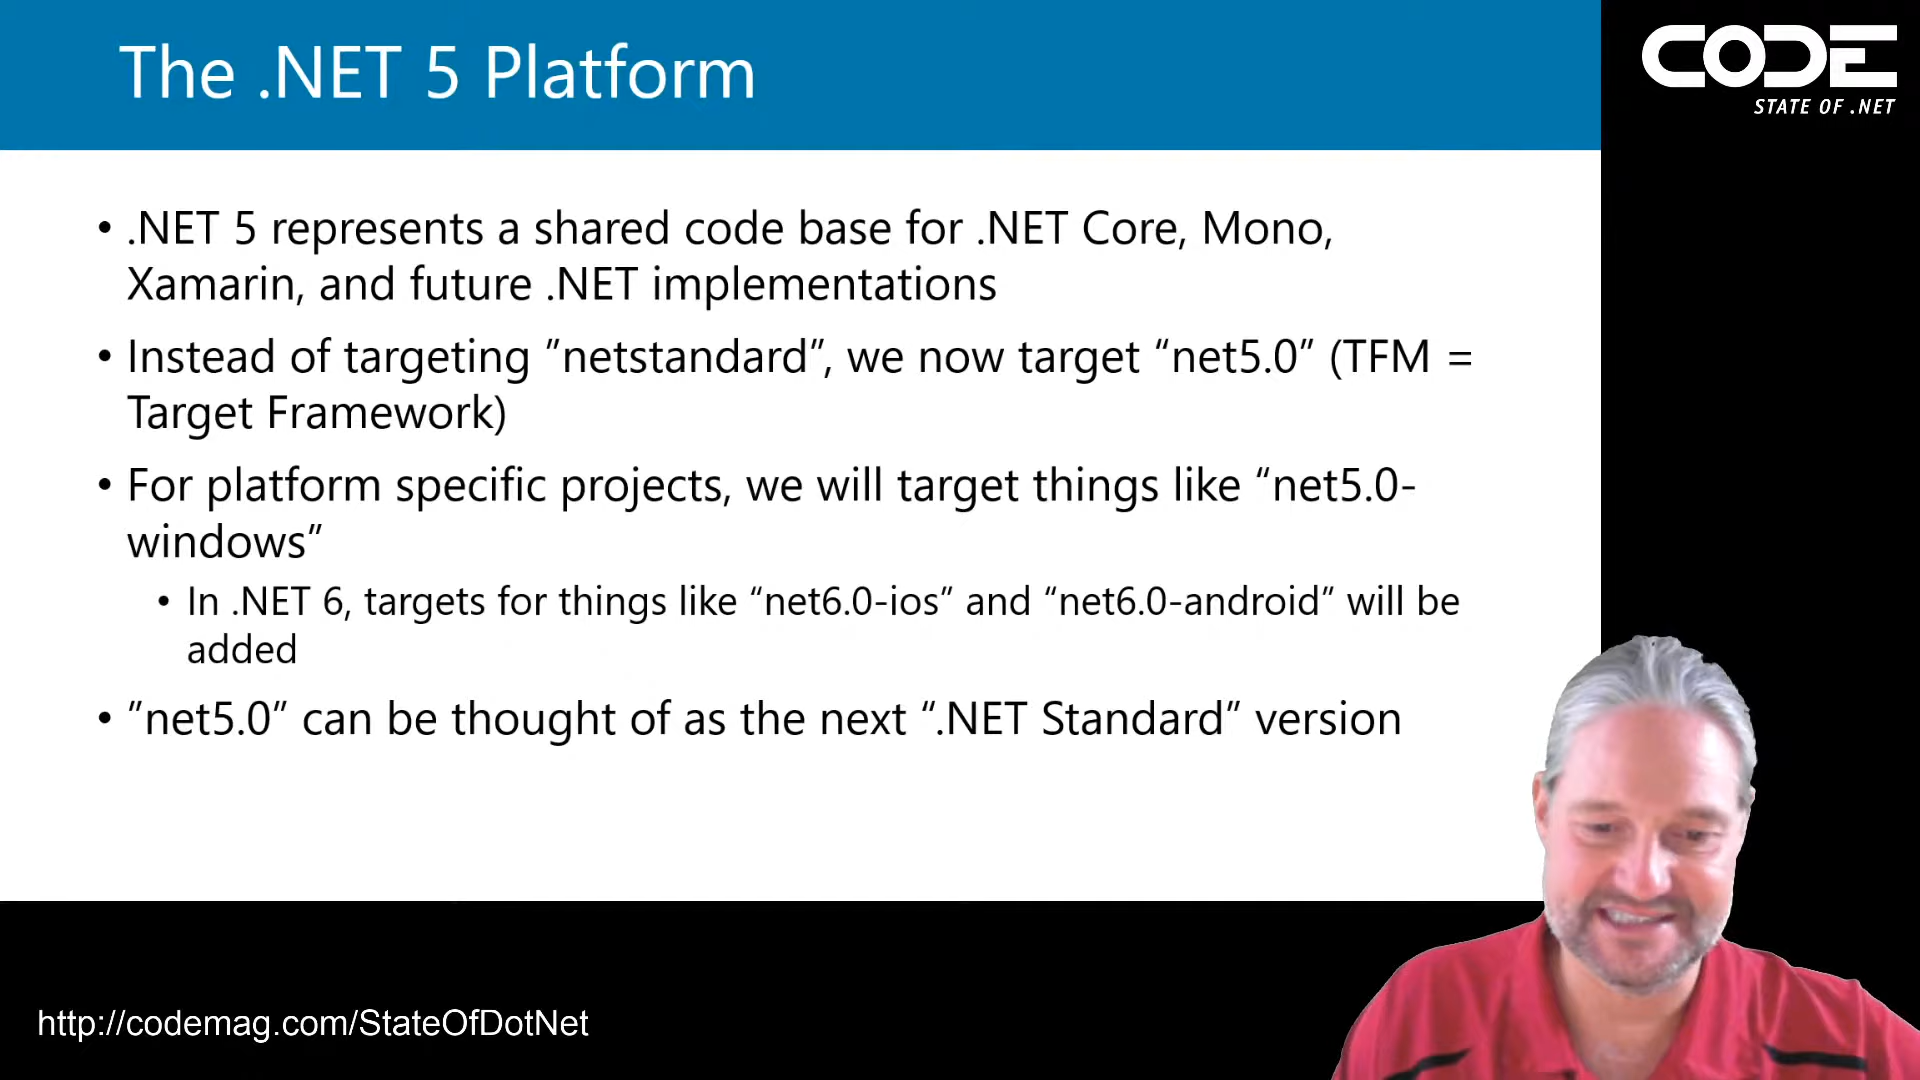 The .NET 5 Platform
CODE
STATE OF .NET
• .NET 5 represents a shared code base for .NET Core, Mono,
Xamarin, and future .NET implementations
• Instead of targeting ”netstandard”, we now target “net5.0” (TFM =
Target Framework)
• For platform specific projects, we will target things like “net5.0-
windows”
• In .NET 6, targets for things like “net6.0-ios” and “net6.0-android” will be
added
• ”net5.0” can be thought of as the next “.NET Standard” version
http://codemag.com/StateOfDotNet